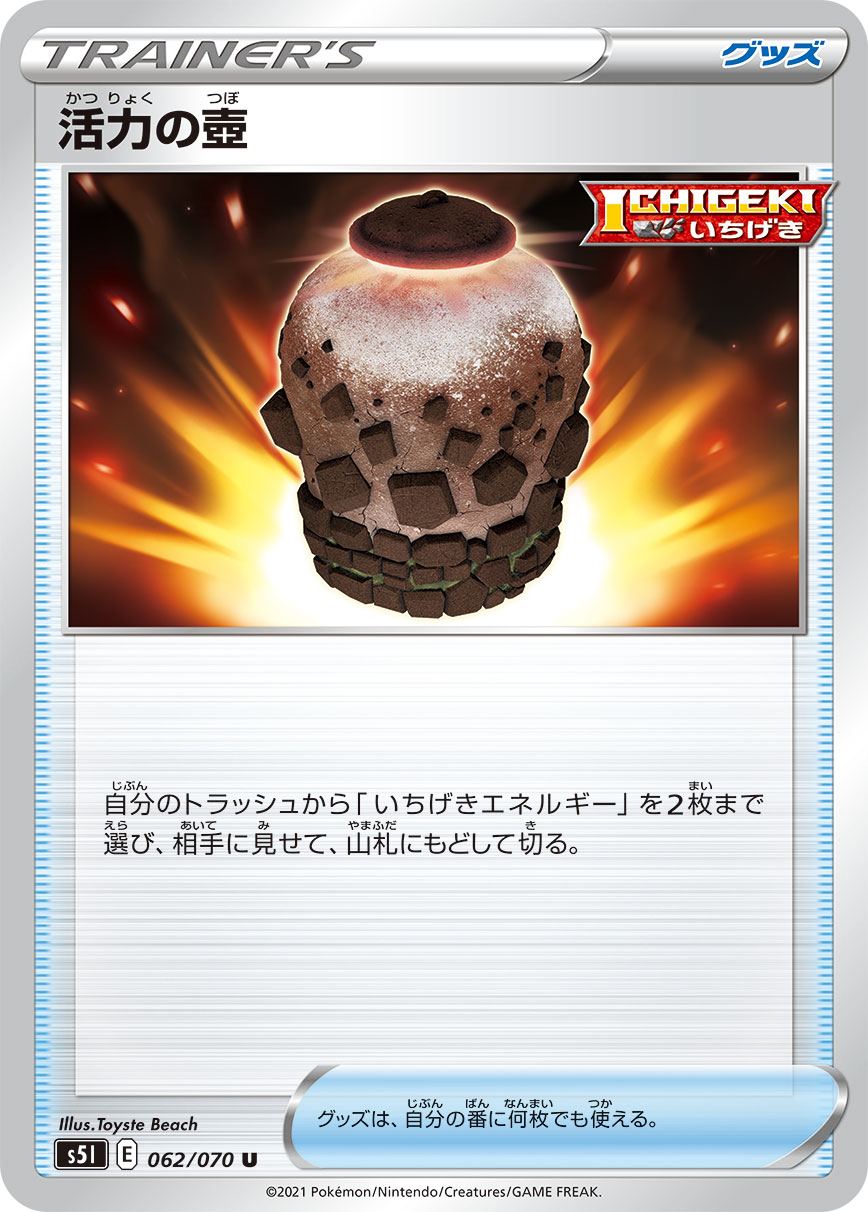 TRAINER'S グッズ
かつりょく つぼ
活力の壺
ICHIGEKI
いちげき
じぶん まい
自分のトラッシュから「いちげきエネルギー」を2枚まで
えら あいて み やまふだ き
選び、相手に見せて、山札にもどして切る。
じぶん ばん なんまい つか
グッズは、自分の番に何枚でも使える。
Illus.Toyste Beach
s5I E 062/070 U
©2021 Pokémon/Nintendo/Creatures/GAME FREAK.